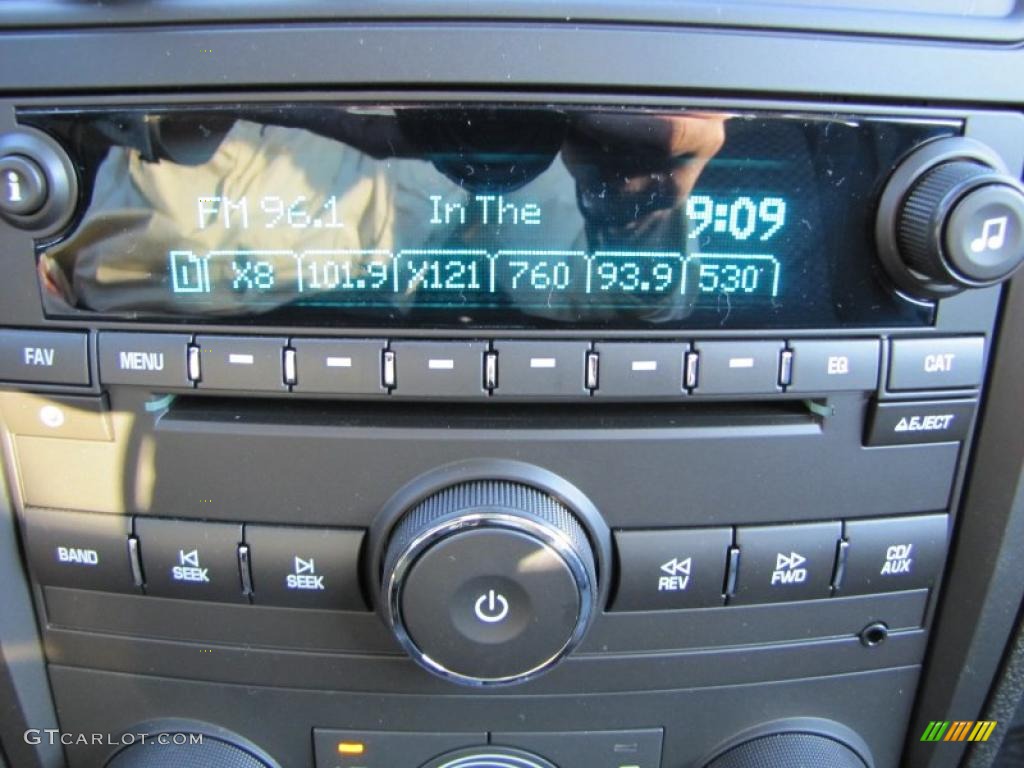 i
FM 96.1 In The 9:09
1 X8 101.9 X121 760 93.9 530
FAV MENU EQ CAT
EJECT
BAND SEEK SEEK REV FWD CD/AUX
GTCARLOT.COM